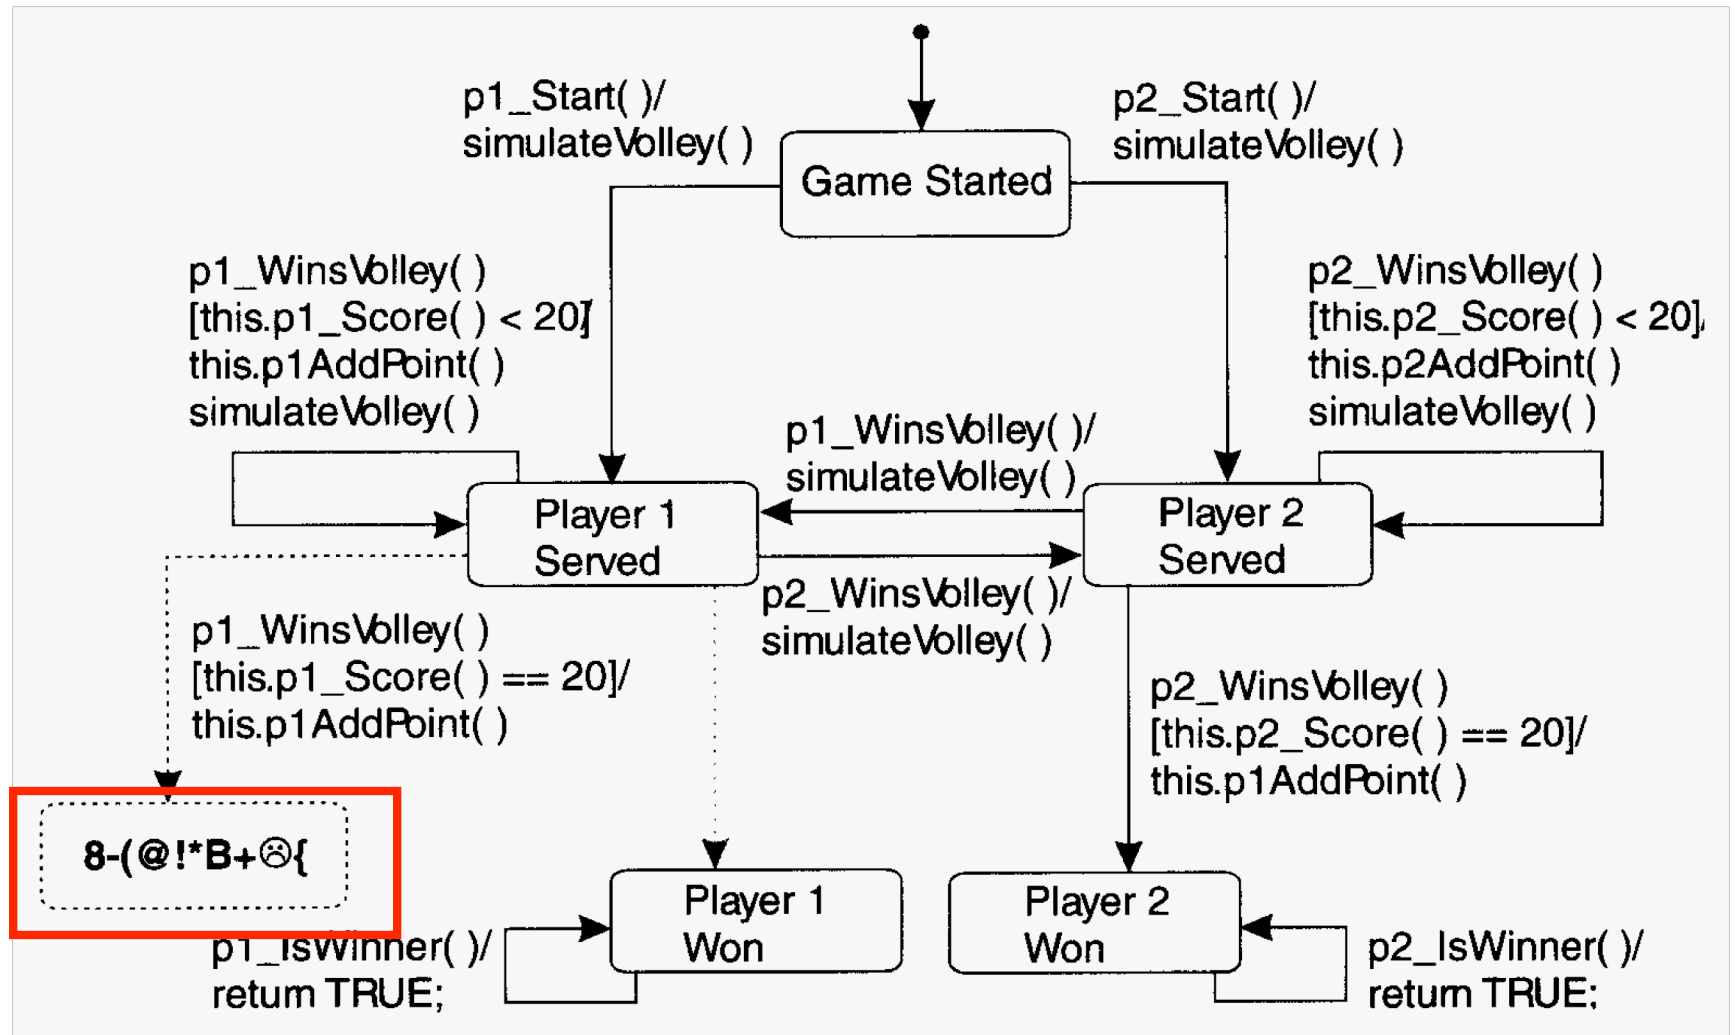 p1_Start( )/
simulateVolley( )
p2_Start( )/
simulateVolley( )
Game Started
p1_WinsVolley( )
[this.p1_Score( ) < 20]/
this.p1AddPoint( )
simulateVolley( )
p2_WinsVolley( )
[this.p2_Score( ) < 20]/
this.p2AddPoint( )
simulateVolley( )
p1_WinsVolley( )/
simulateVolley( )
Player 1
Served
Player 2
Served
p2_WinsVolley( )/
simulateVolley( )
p1_WinsVolley( )
[this.p1_Score( ) == 20]/
this.p1AddPoint( )
p2_WinsVolley( )
[this.p2_Score( ) == 20]/
this.p1AddPoint( )
8-(@!*B+☹{
Player 1
Won
Player 2
Won
p1_IsWinner( )/
return TRUE;
p2_IsWinner( )/
return TRUE;